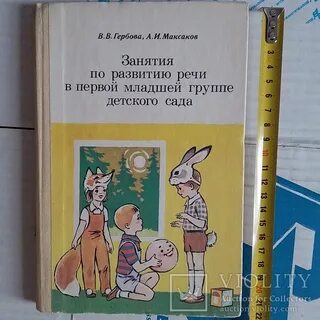 В. В. Гербова, А. И. Максаков
Занятия
по развитию речи
в первой младшей группе
детского сада
VIOLITY
Auction for Collectors